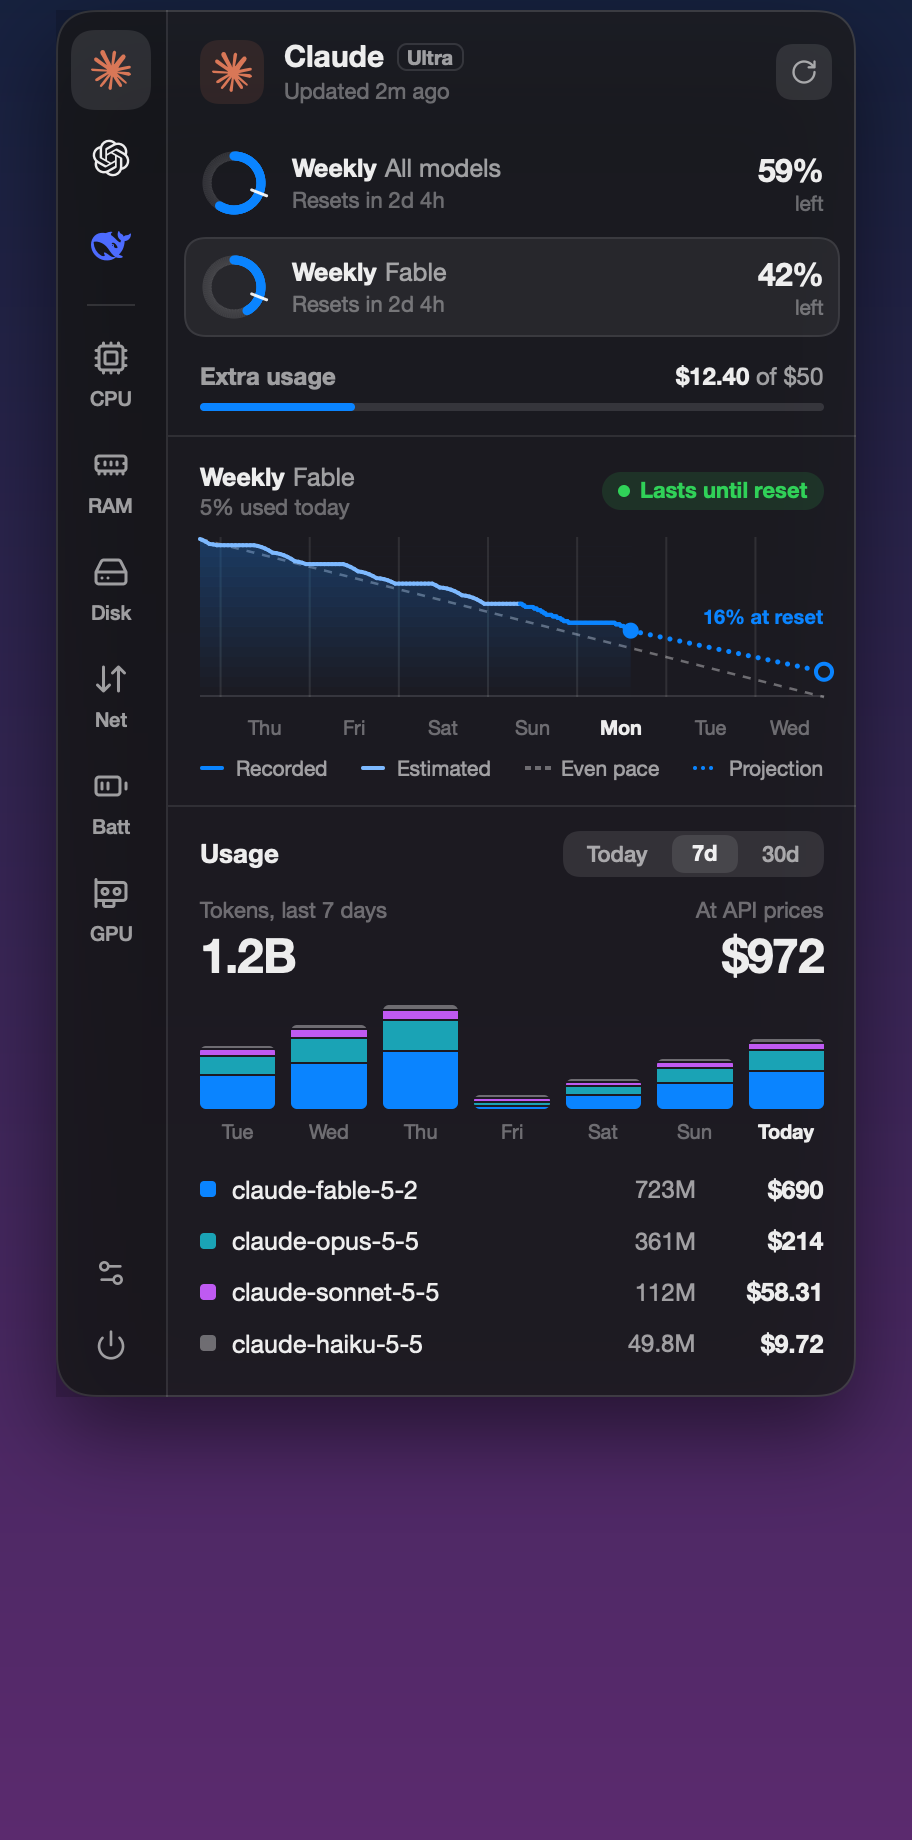 Claude Ultra
Updated 2m ago
Weekly All models 59%
Resets in 2d 4h left
Weekly Fable 42%
Resets in 2d 4h left
Extra usage $12.40 of $50
CPU
RAM
Disk
Net
Batt
GPU
Weekly Fable Lasts until reset
5% used today
16% at reset
Thu Fri Sat Sun Mon Tue Wed
Recorded Estimated Even pace Projection
Usage Today 7d 30d
Tokens, last 7 days At API prices
1.2B $972
Tue Wed Thu Fri Sat Sun Today
claude-fable-5-2 723M $690
claude-opus-5-5 361M $214
claude-sonnet-5-5 112M $58.31
claude-haiku-5-5 49.8M $9.72